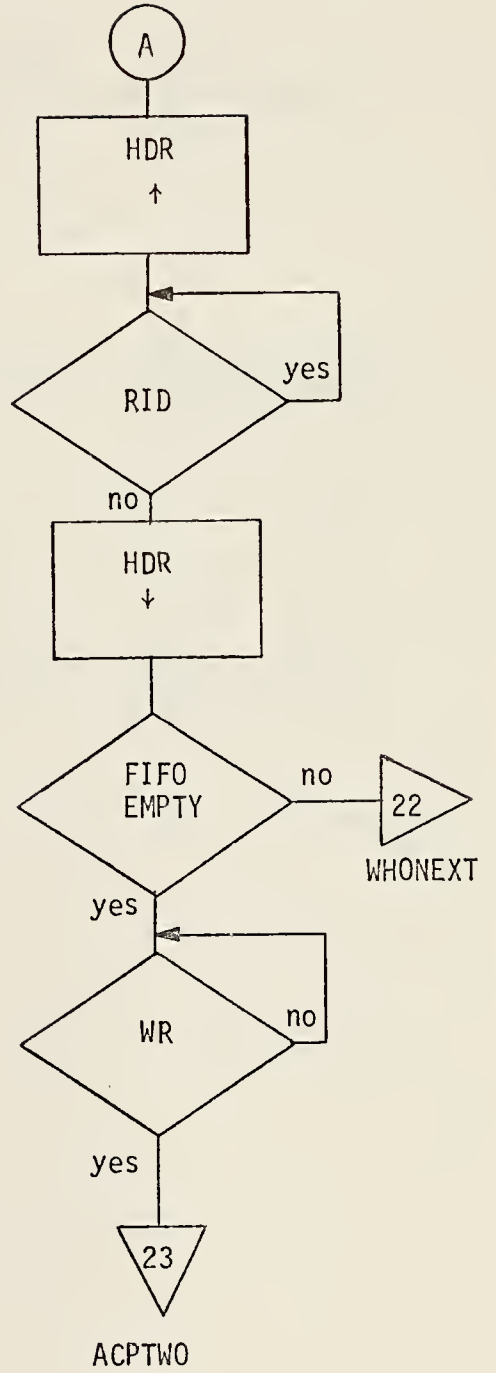 A
HDR
↑
yes
RID
no
HDR
↓
FIFO
EMPTY
no
22
WHONEXT
yes
WR
no
yes
23
ACPTWO